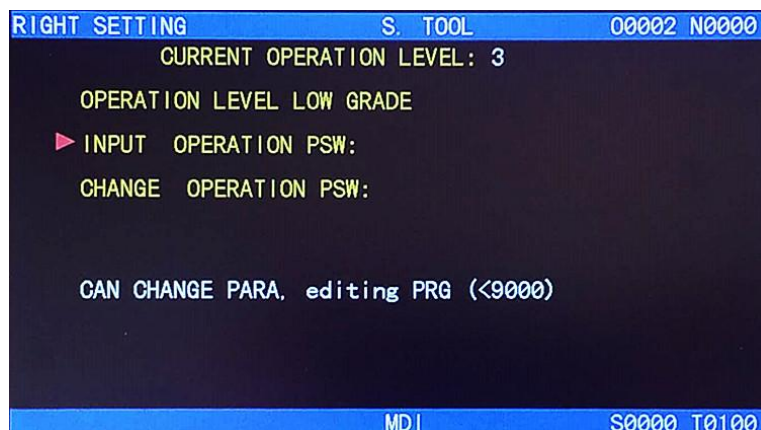 RIGHT SETTING S. TOOL O0002 N0000
CURRENT OPERATION LEVEL: 3
OPERATION LEVEL LOW GRADE
INPUT OPERATION PSW:
CHANGE OPERATION PSW:
CAN CHANGE PARA, editing PRG (<9000)
MDI S0000 T0100